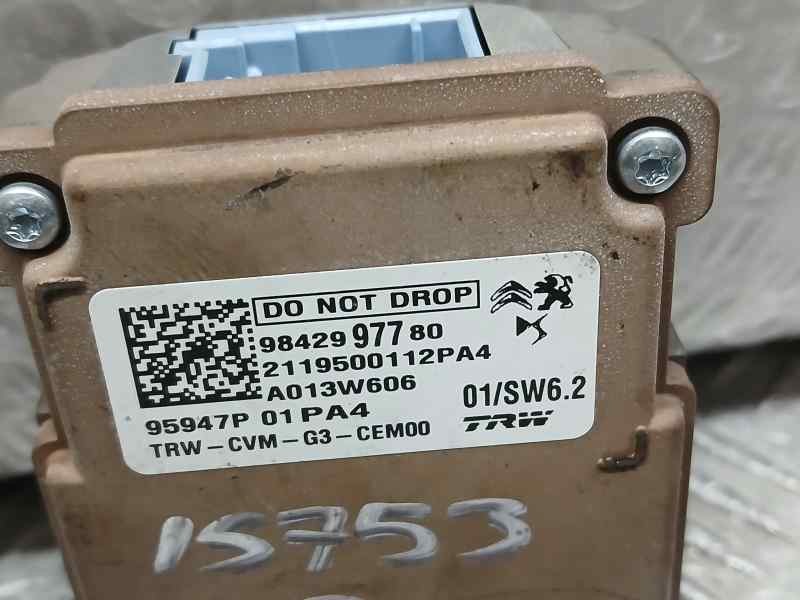 DO NOT DROP
98429 977 80
2119500112PA4
A013W606
01/SW6.2
95947P 01PA4
TRW
TRW-CVM-G3-CEM00
15753